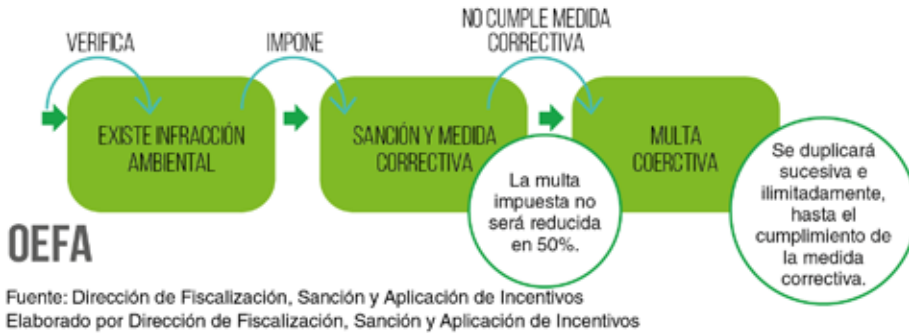 VERIFICA
IMPONE
NO CUMPLE MEDIDA
CORRECTIVA
EXISTE INFRACCIÓN
AMBIENTAL
SANCIÓN Y MEDIDA
CORRECTIVA
MULTA
COERCTIVA
La multa
impuesta no
será reducida
en 50%.
Se duplicará
sucesiva e
ilimitadamente,
hasta el
cumplimiento de
la medida
correctiva.
OEFA
Fuente: Dirección de Fiscalización, Sanción y Aplicación de Incentivos
Elaborado por Dirección de Fiscalización, Sanción y Aplicación de Incentivos